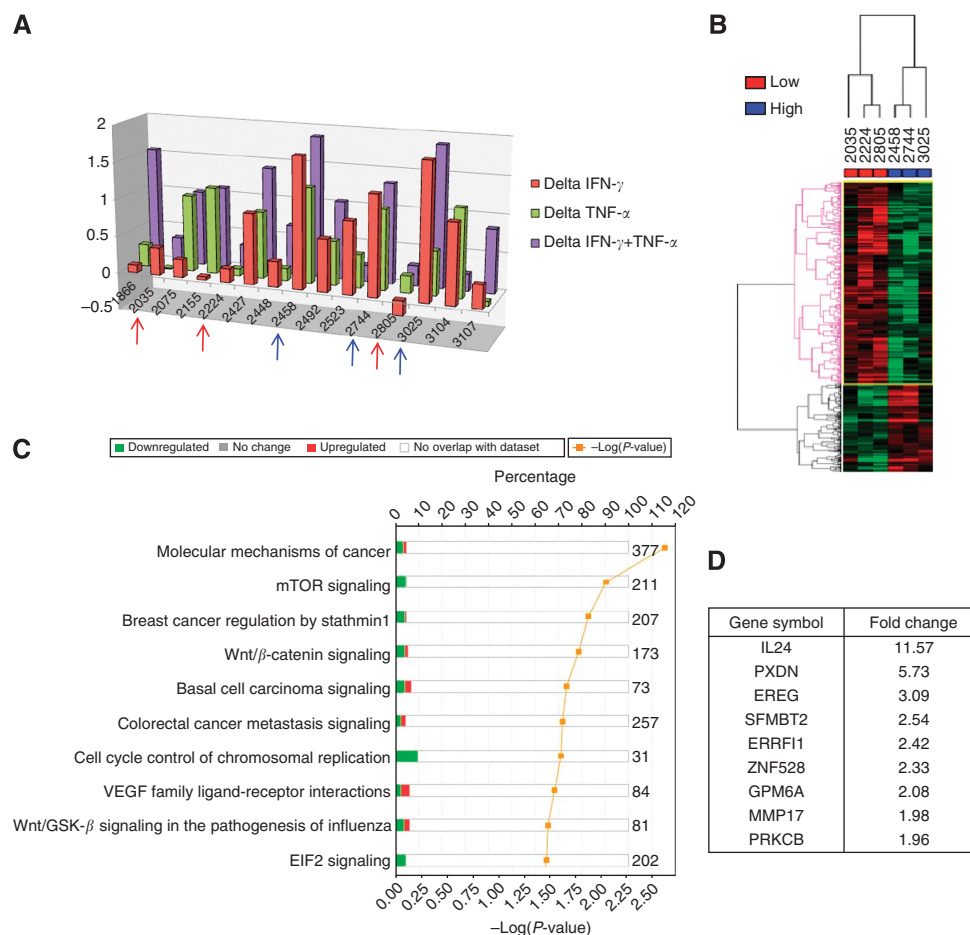 A
2
1.5
1
0.5
0
–0.5
1866
2035
2075
2155
2224
2427
2448
2458
2492
2523
2744
2805
3025
3104
3107
Delta IFN-γ
Delta TNF-α
Delta IFN-γ+TNF-α
B
Low
High
2035
2224
2805
2458
2744
3025
C
Downregulated No change Upregulated No overlap with dataset –Log(P-value)
Percentage
0 10 20 30 40 50 60 70 80 90 100 110 120
Molecular mechanisms of cancer 377
mTOR signaling 211
Breast cancer regulation by stathmin1 207
Wnt/β-catenin signaling 173
Basal cell carcinoma signaling 73
Colorectal cancer metastasis signaling 257
Cell cycle control of chromosomal replication 31
VEGF family ligand-receptor interactions 84
Wnt/GSK-β signaling in the pathogenesis of influenza 81
EIF2 signaling 202
0.00 0.25 0.50 0.75 1.00 1.25 1.50 1.75 2.00 2.25 2.50
–Log(P-value)
D
Gene symbol Fold change
IL24 11.57
PXDN 5.73
EREG 3.09
SFMBT2 2.54
ERRFI1 2.42
ZNF528 2.33
GPM6A 2.08
MMP17 1.98
PRKCB 1.96